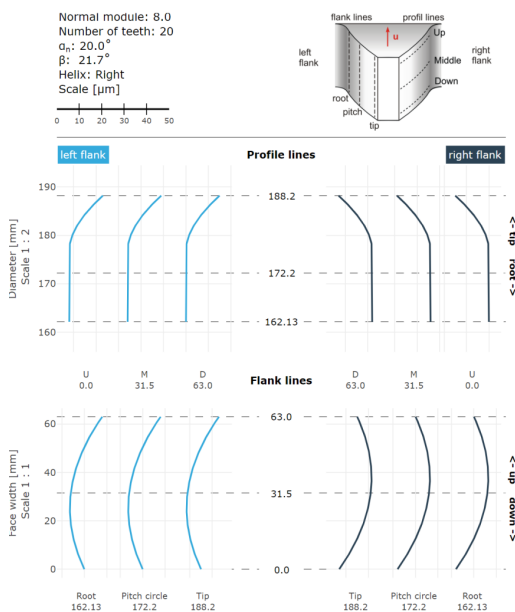 Normal module: 8.0
Number of teeth: 20
αn: 20.0°
β: 21.7°
Helix: Right
Scale [μm]
0 10 20 30 40 50
flank lines profil lines
u
Up
left flank
right flank
Middle
Down
root
pitch
tip
left flank Profile lines right flank
Diameter [mm]
Scale 1 : 2
190
180
170
160
188.2
172.2
162.13
<- tip root ->
U M D Flank lines D M U
0.0 31.5 63.0 63.0 31.5 0.0
Face width [mm]
Scale 1 : 1
60
40
20
0
63.0
31.5
0.0
<- up down ->
Root Pitch circle Tip Tip Pitch circle Root
162.13 172.2 188.2 188.2 172.2 162.13